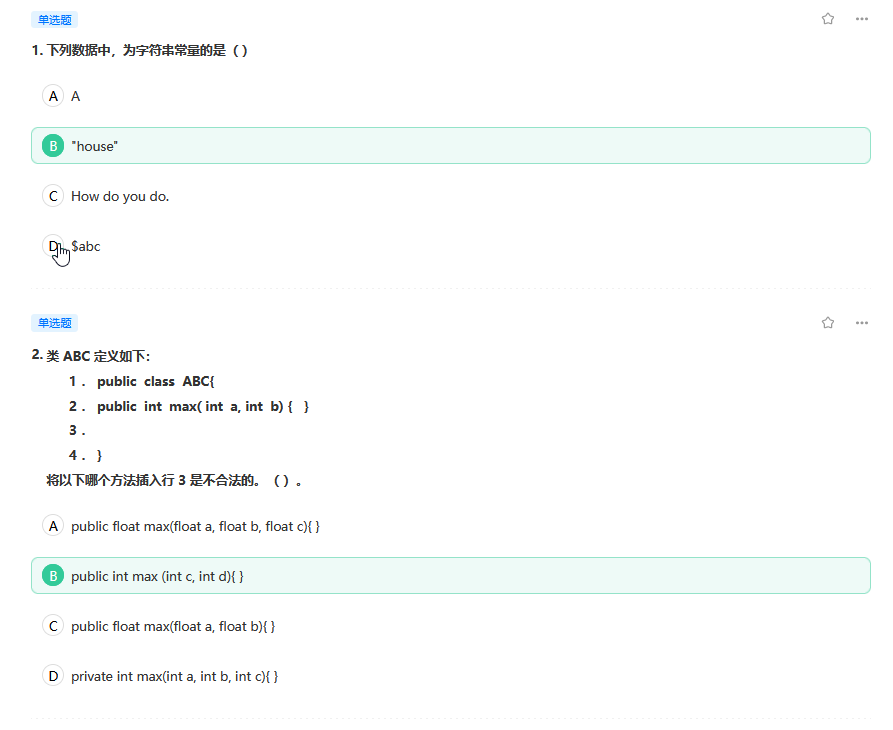 单选题
1. 下列数据中，为字符串常量的是（ ）
A A
B "house"
C How do you do.
D $abc
单选题
2. 类 ABC 定义如下：
1． public class ABC{
2． public int max( int a, int b) { }
3．
4． }
将以下哪个方法插入行 3 是不合法的。（ ）。
A public float max(float a, float b, float c){ }
B public int max (int c, int d){ }
C public float max(float a, float b){ }
D private int max(int a, int b, int c){ }